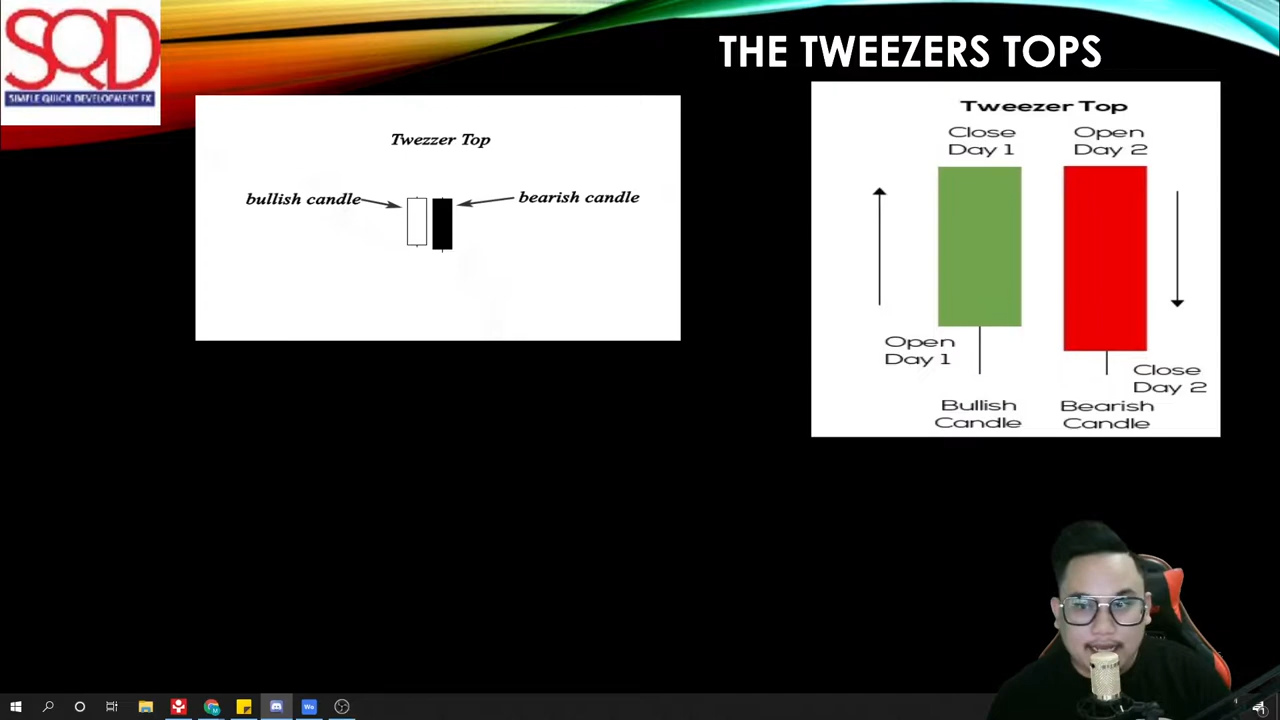 SQD
SIMPLE QUICK DEVELOPMENT FX
THE TWEEZERS TOPS
Twezzer Top
bullish candle
bearish candle
Tweezer Top
Close
Day 1
Open
Day 2
Open
Day 1
Close
Day 2
Bullish
Candle
Bearish
Candle